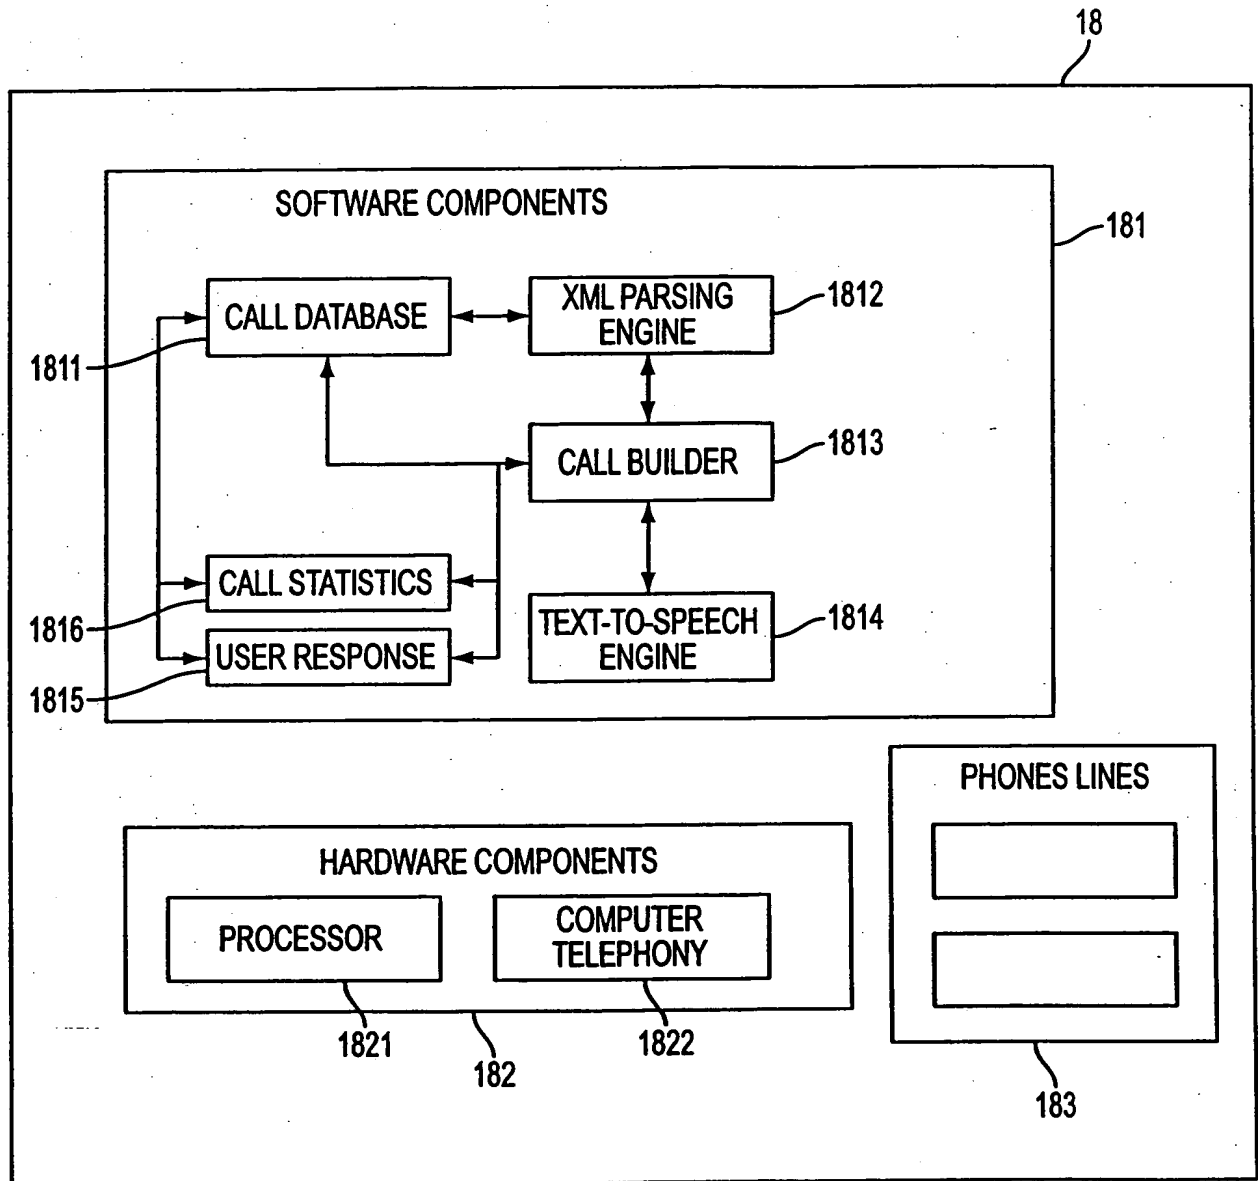 18
SOFTWARE COMPONENTS
181
CALL DATABASE
XML PARSING
ENGINE
1812
1811
CALL BUILDER
1813
CALL STATISTICS
1816
TEXT-TO-SPEECH
ENGINE
1814
USER RESPONSE
1815
PHONES LINES
HARDWARE COMPONENTS
PROCESSOR
COMPUTER
TELEPHONY
1821
182
1822
183